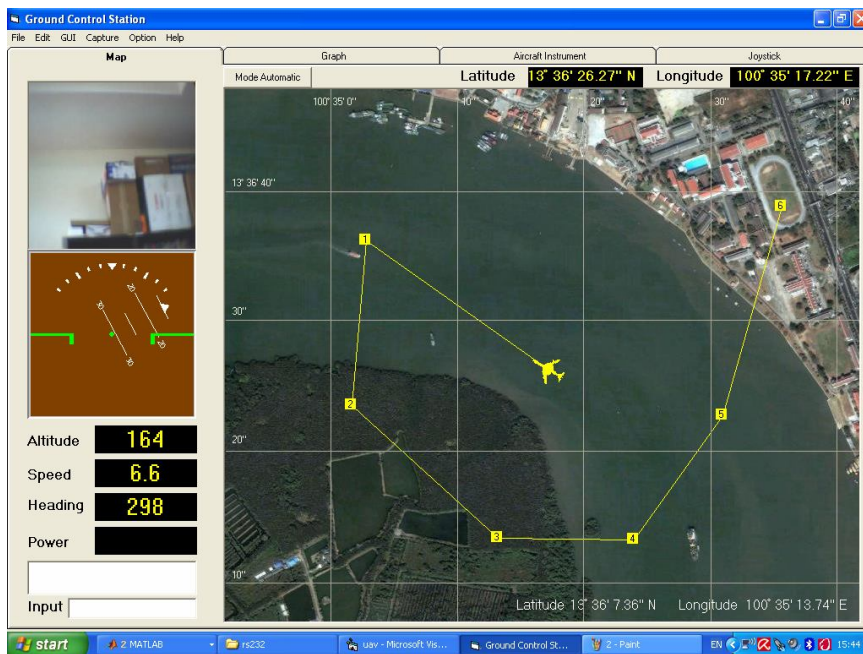 Ground Control Station
File Edit GUI Capture Option Help
Map Graph Aircraft Instrument Joystick
Mode Automatic Latitude 13° 36' 26.27'' N Longitude 100° 35' 17.22'' E
100° 35' 0'' 10'' 20'' 30'' 40''
13° 36' 40''
6
1
30''
20 20
30 30
2
5
Altitude 164
20''
Speed 6.6
Heading 298
3
4
Power
10''
Input
Latitude 13° 36' 7.36'' N Longitude 100° 35' 13.74'' E
start 2 MATLAB rs232 uav - Microsoft Vis... Ground Control St... 2 - Paint EN 15:44